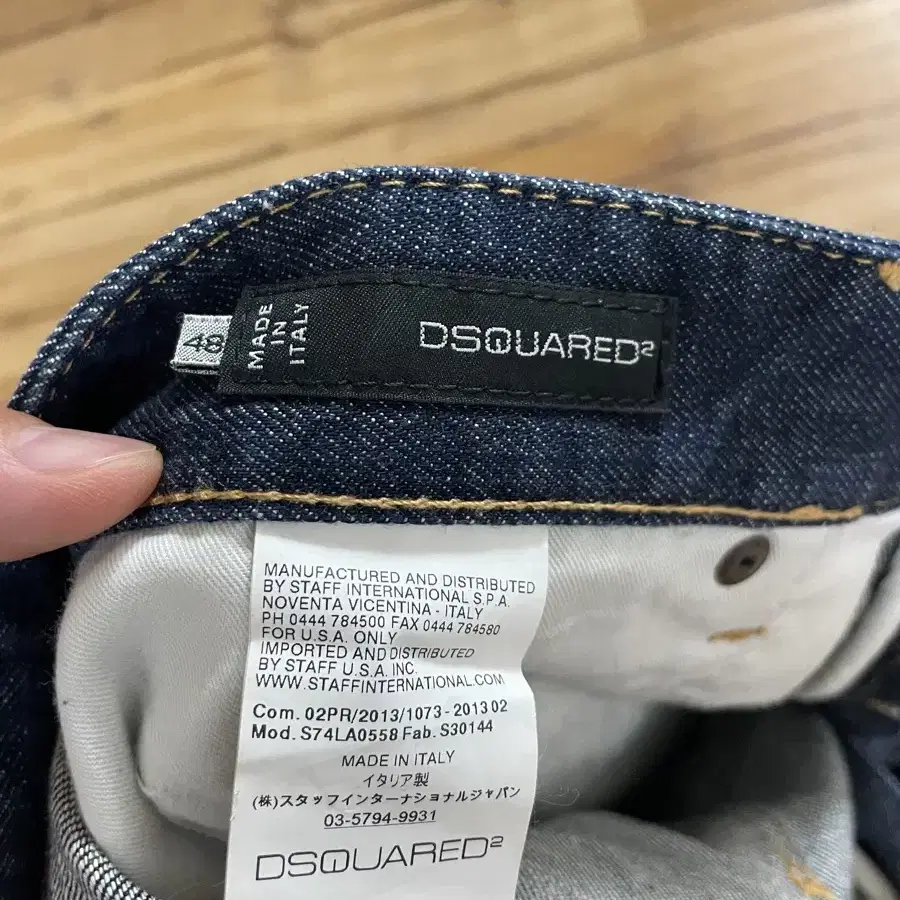 48
MADE
IN
ITALY
DSQUARED²
MANUFACTURED AND DISTRIBUTED
BY STAFF INTERNATIONAL S.P.A.
NOVENTA VICENTINA - ITALY
PH 0444 784500 FAX 0444 784580
FOR U.S.A. ONLY
IMPORTED AND DISTRIBUTED
BY STAFF U.S.A. INC.
WWW.STAFFINTERNATIONAL.COM
Com. 02PR/2013/1073 - 2013 02
Mod. S74LA0558 Fab. S30144
MADE IN ITALY
イタリア製
(株)スタッフインターナショナルジャパン
03-5794-9931
DSQUARED²